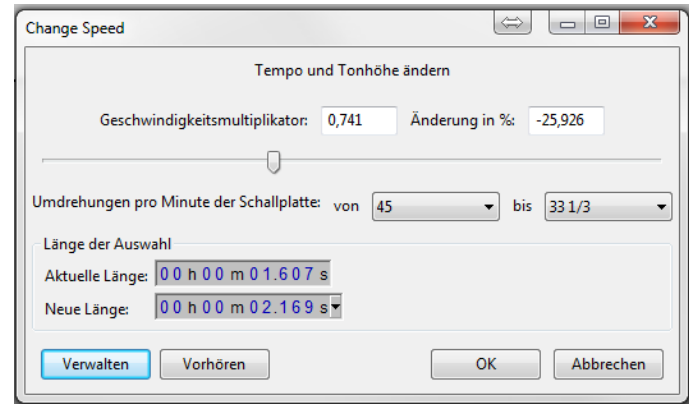 Change Speed
Tempo und Tonhöhe ändern
Geschwindigkeitsmultiplikator: 0,741 Änderung in %: -25,926
Umdrehungen pro Minute der Schallplatte: von 45 bis 33 1/3
Länge der Auswahl
Aktuelle Länge: 00 h 00 m 01.607 s
Neue Länge: 00 h 00 m 02.169 s
Verwalten Vorhören OK Abbrechen